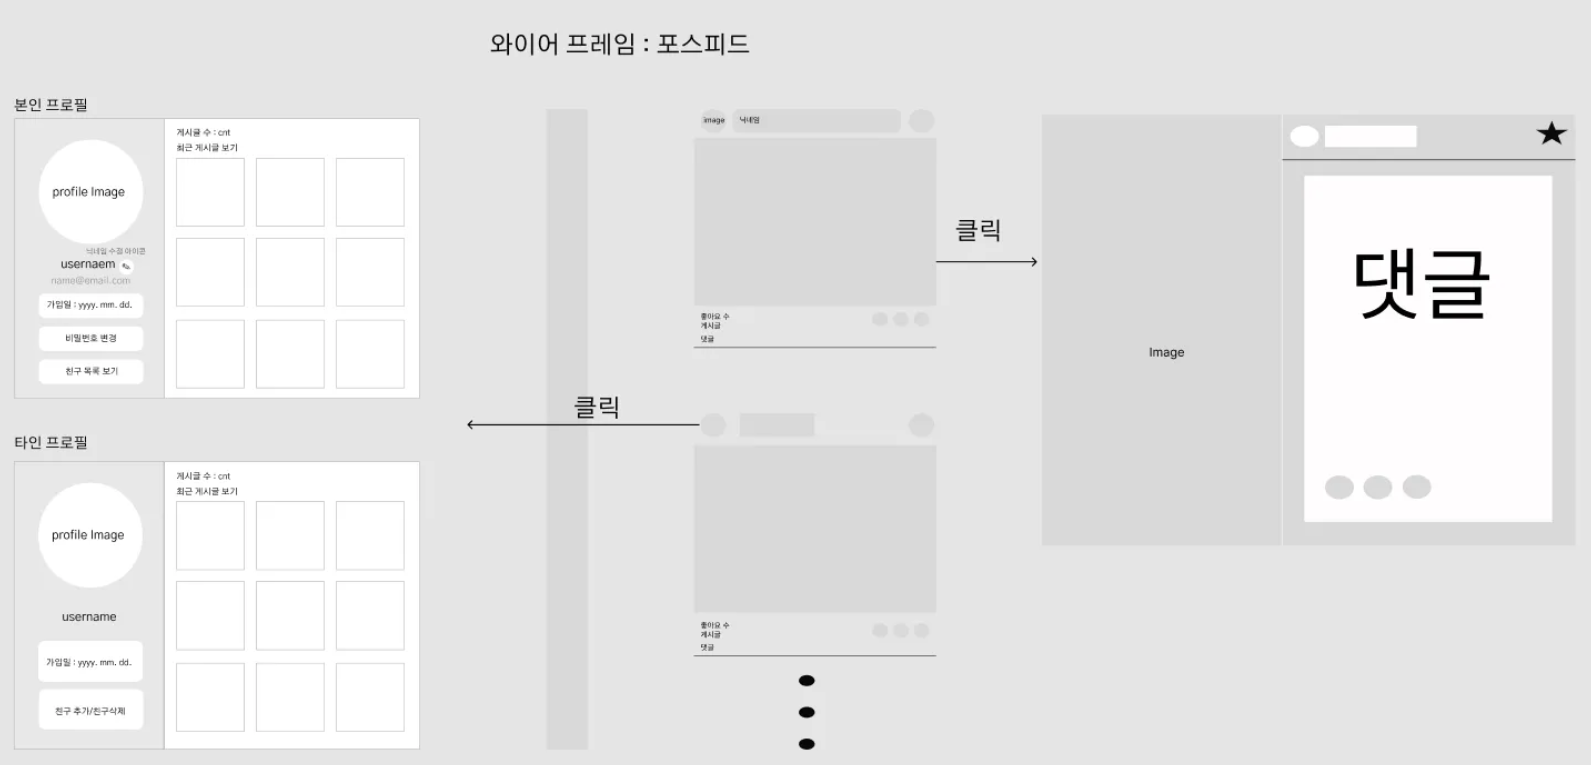 와이어 프레임 : 포스피드
본인 프로필
profile Image
닉네임 수정 아이콘
usernaem
name@email.com
가입일 : yyyy. mm. dd.
비밀번호 변경
친구 목록 보기
게시글 수 : cnt
최근 게시글 보기
타인 프로필
profile Image
username
가입일 : yyyy. mm. dd.
친구 추가/친구삭제
게시글 수 : cnt
최근 게시글 보기
image
닉네임
좋아요 수
게시글
댓글
클릭
클릭
좋아요 수
게시글
댓글
Image
댓글